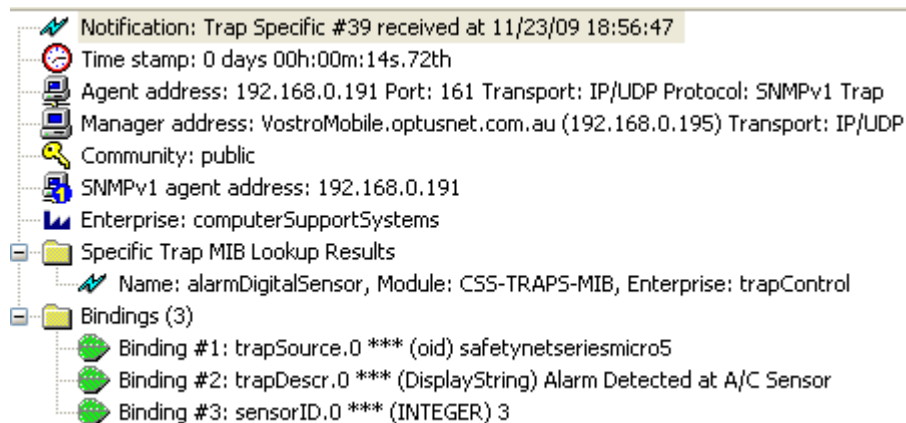 Notification: Trap Specific #39 received at 11/23/09 18:56:47
Time stamp: 0 days 00h:00m:14s.72th
Agent address: 192.168.0.191 Port: 161 Transport: IP/UDP Protocol: SNMPv1 Trap
Manager address: VostroMobile.optusnet.com.au (192.168.0.195) Transport: IP/UDP
Community: public
SNMPv1 agent address: 192.168.0.191
Enterprise: computerSupportSystems
Specific Trap MIB Lookup Results
Name: alarmDigitalSensor, Module: CSS-TRAPS-MIB, Enterprise: trapControl
Bindings (3)
Binding #1: trapSource.0 *** (oid) safetynetseriesmicro5
Binding #2: trapDescr.0 *** (DisplayString) Alarm Detected at A/C Sensor
Binding #3: sensorID.0 *** (INTEGER) 3